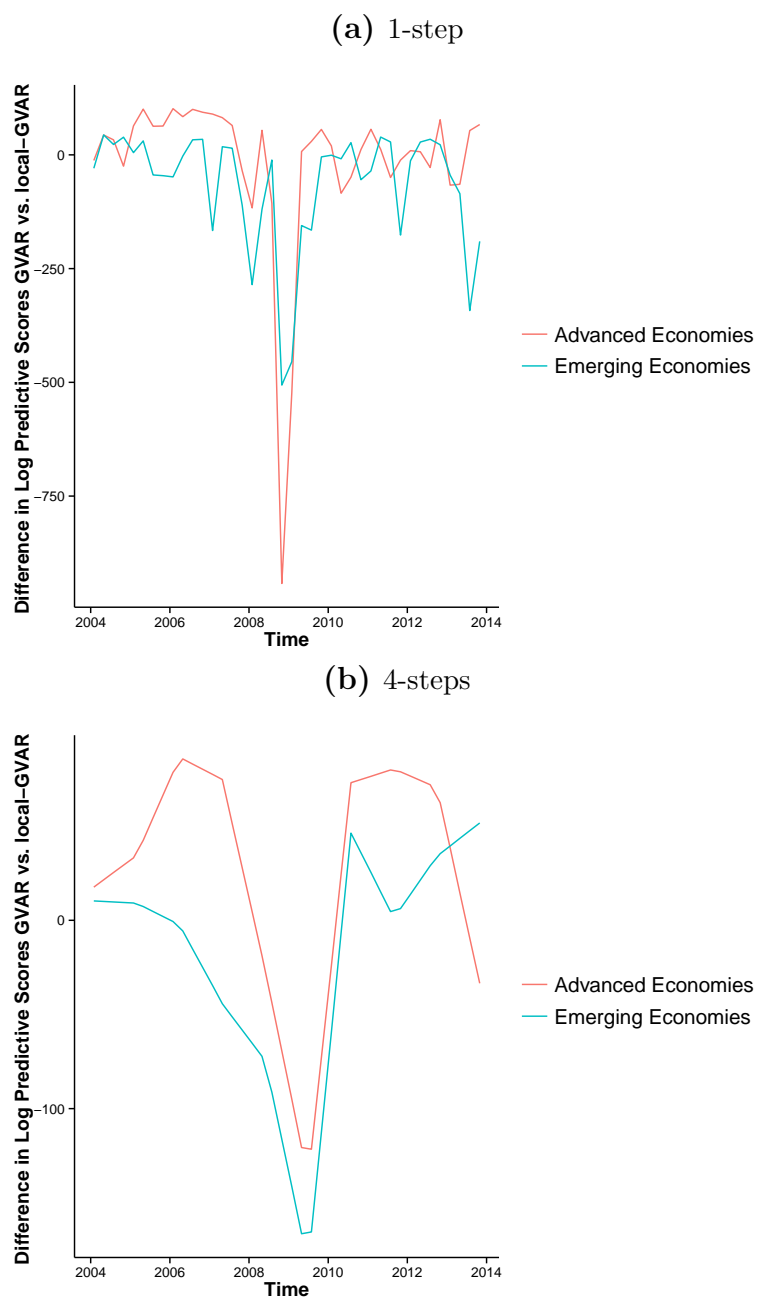 (a) 1-step
Difference in Log Predictive Scores GVAR vs. local−GVAR
0
−250
−500
−750
2004 2006 2008 2010 2012 2014
Time
Advanced Economies
Emerging Economies
(b) 4-steps
Difference in Log Predictive Scores GVAR vs. local−GVAR
0
−100
2004 2006 2008 2010 2012 2014
Time
Advanced Economies
Emerging Economies